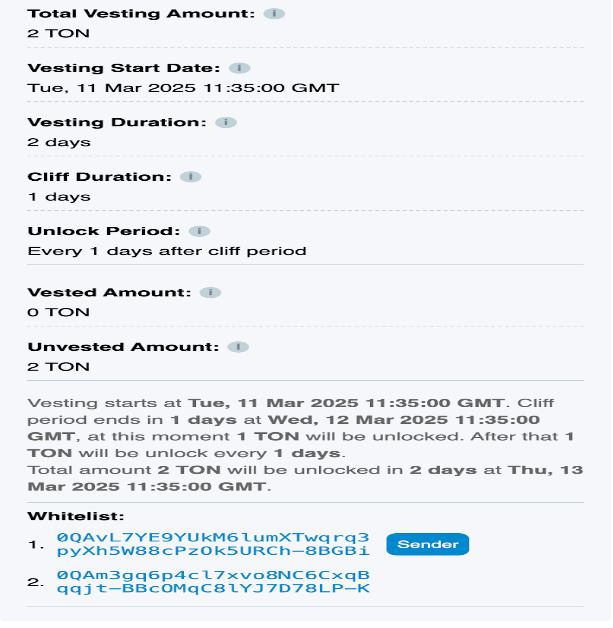 Total Vesting Amount: i
2 TON
Vesting Start Date: i
Tue, 11 Mar 2025 11:35:00 GMT
Vesting Duration: i
2 days
Cliff Duration: i
1 days
Unlock Period: i
Every 1 days after cliff period
Vested Amount: i
0 TON
Unvested Amount: i
2 TON
Vesting starts at Tue, 11 Mar 2025 11:35:00 GMT. Cliff
period ends in 1 days at Wed, 12 Mar 2025 11:35:00
GMT, at this moment 1 TON will be unlocked. After that 1
TON will be unlock every 1 days.
Total amount 2 TON will be unlocked in 2 days at Thu, 13
Mar 2025 11:35:00 GMT.
Whitelist:
1. 0QAvL7YE9YUkM6lumXTwqrq3
pyXh5W88cPzOk5URCh–8BGBi Sender
2. 0QAm3gq6p4cl7xvo8NC6CxqB
qqjt–BBcOMqC8lYJ7D78LP–K